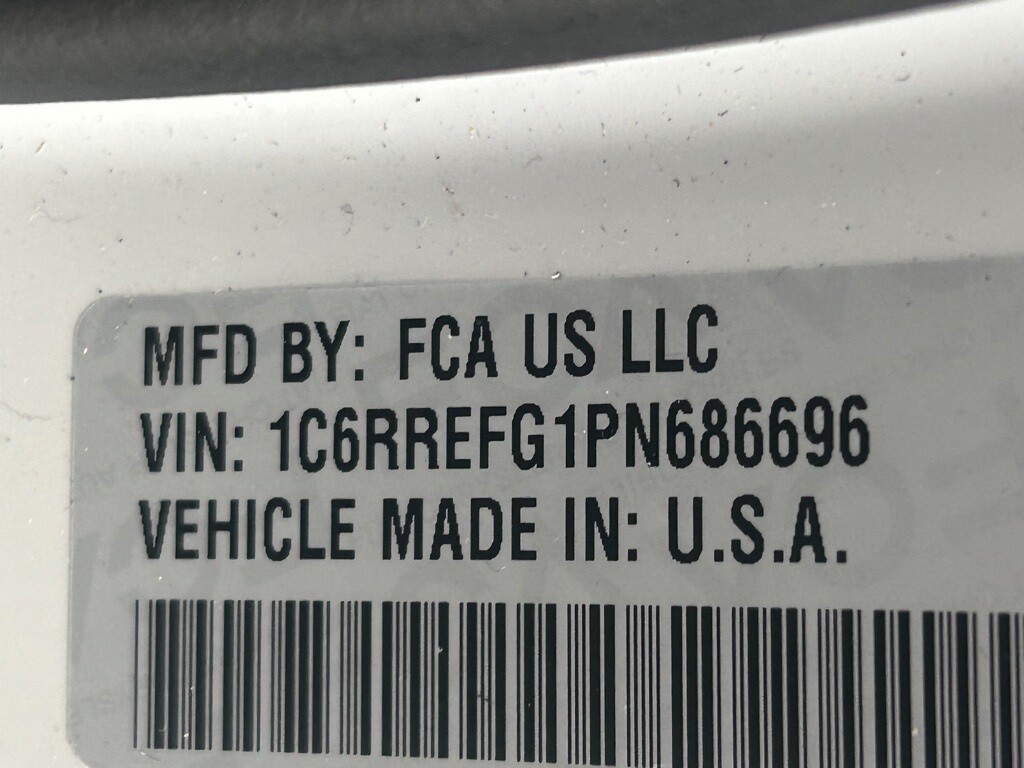 MFD BY: FCA US LLC
VIN: 1C6RREFG1PN686696
VEHICLE MADE IN: U.S.A.